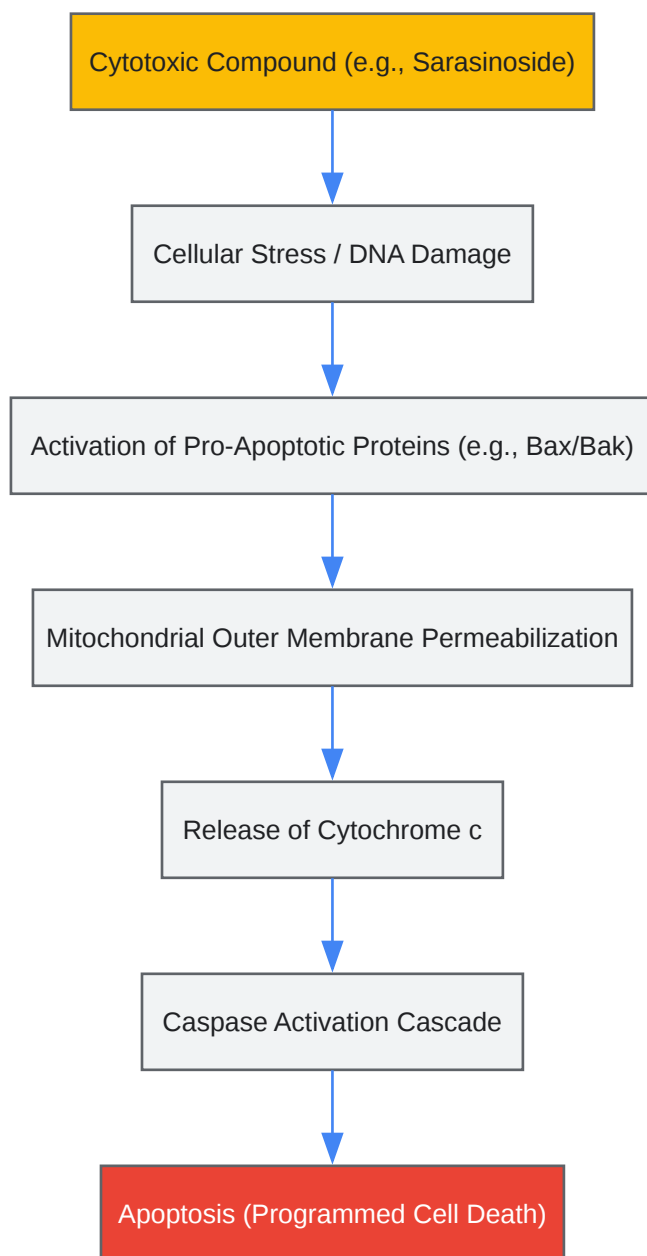 Cytotoxic Compound (e.g., Sarasinoside)
Cellular Stress / DNA Damage
Activation of Pro-Apoptotic Proteins (e.g., Bax/Bak)
Mitochondrial Outer Membrane Permeabilization
Release of Cytochrome c
Caspase Activation Cascade
Apoptosis (Programmed Cell Death)